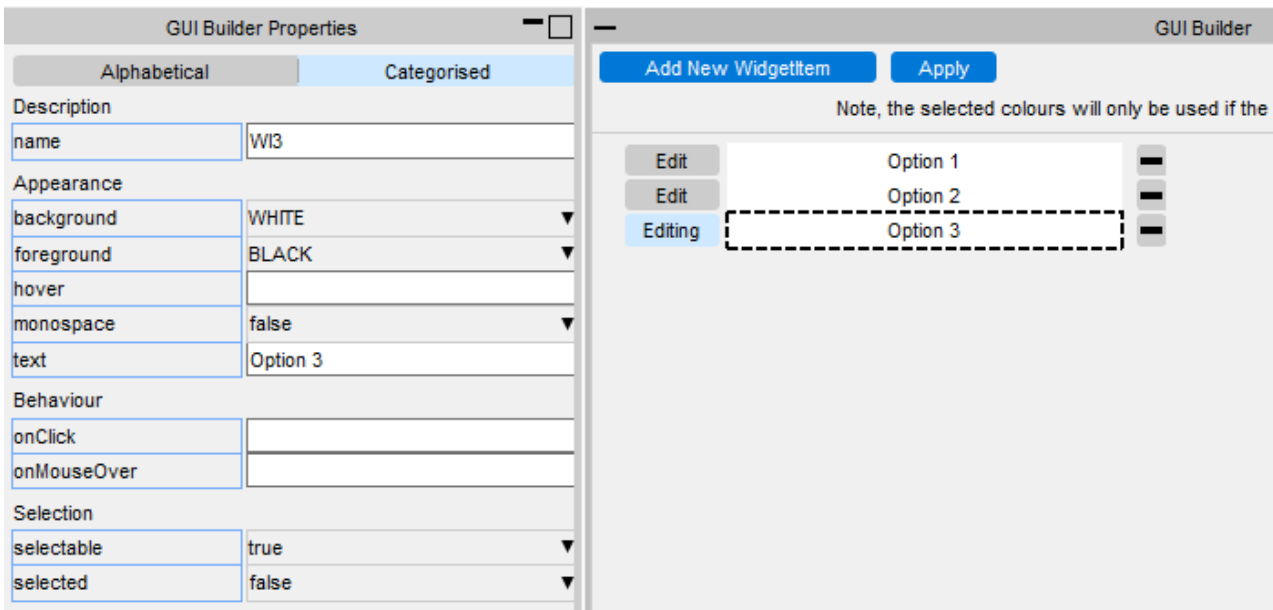 GUI Builder Properties
Alphabetical Categorised
Description
name WI3
Appearance
background WHITE
foreground BLACK
hover
monospace false
text Option 3
Behaviour
onClick
onMouseOver
Selection
selectable true
selected false
GUI Builder
Add New WidgetItem Apply
Note, the selected colours will only be used if the
Edit Option 1
Edit Option 2
Editing Option 3